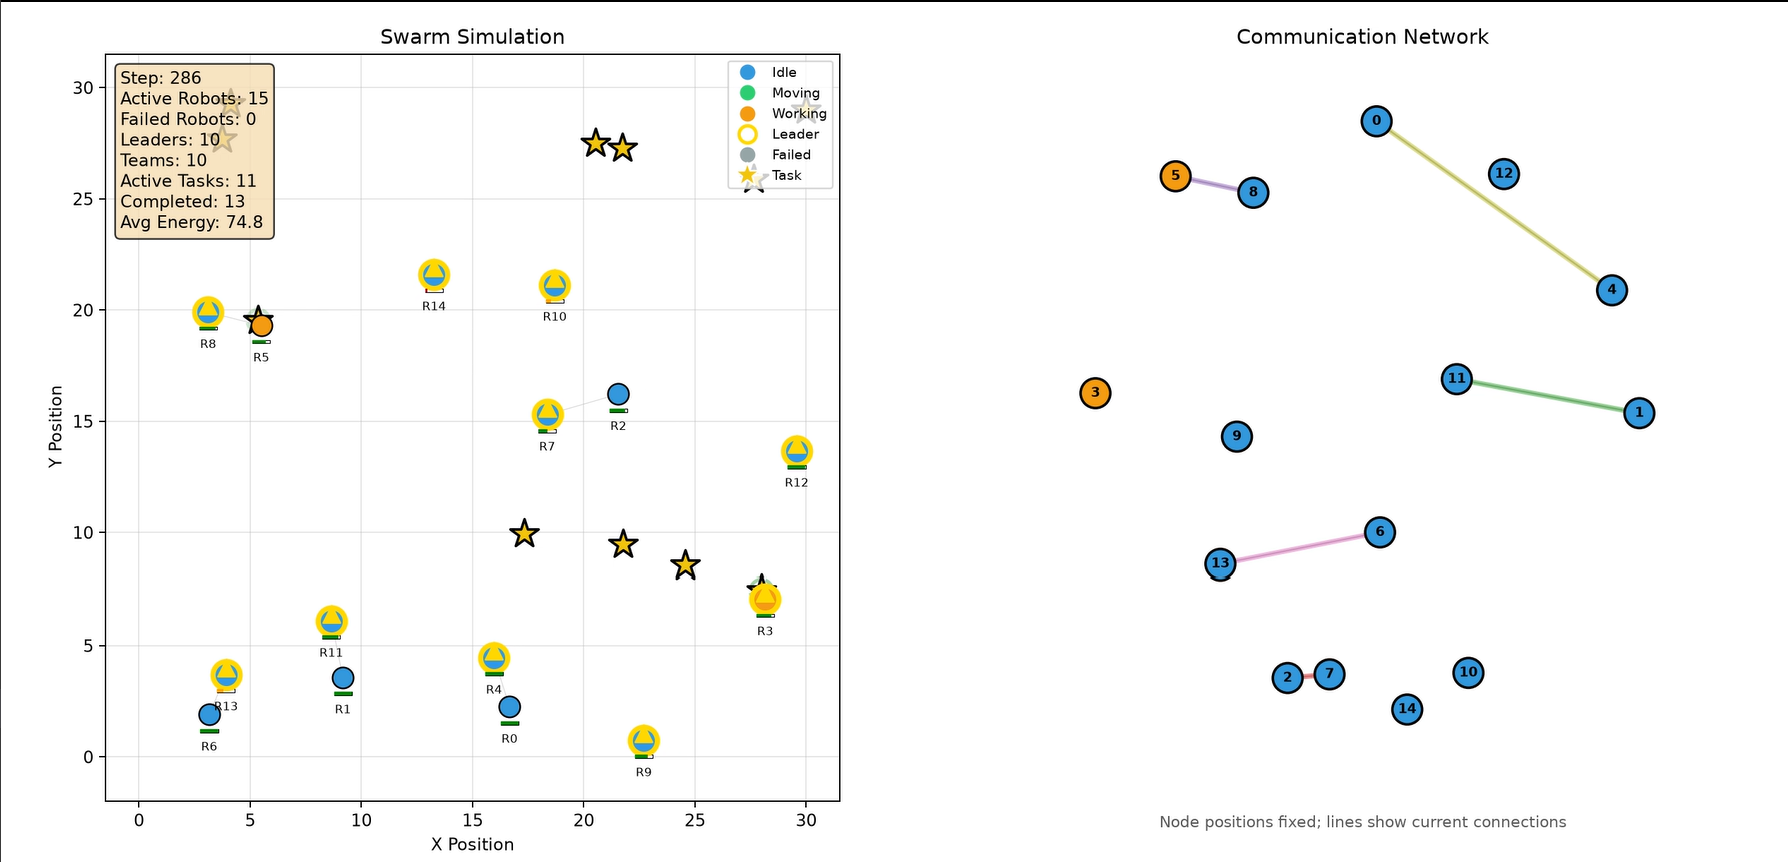 Swarm Simulation
Step: 286
Active Robots: 15
Failed Robots: 0
Leaders: 10
Teams: 10
Active Tasks: 11
Completed: 13
Avg Energy: 74.8
Idle
Moving
Working
Leader
Failed
Task
30
25
20
15
10
5
0
Y Position
R14
R10
R8
R5
R2
R7
R12
R3
R11
R4
R13
R1
R6
R0
R9
0
5
10
15
20
25
30
X Position
Communication Network
0
12
5
8
4
11
1
3
9
6
13
2
7
10
14
Node positions fixed; lines show current connections